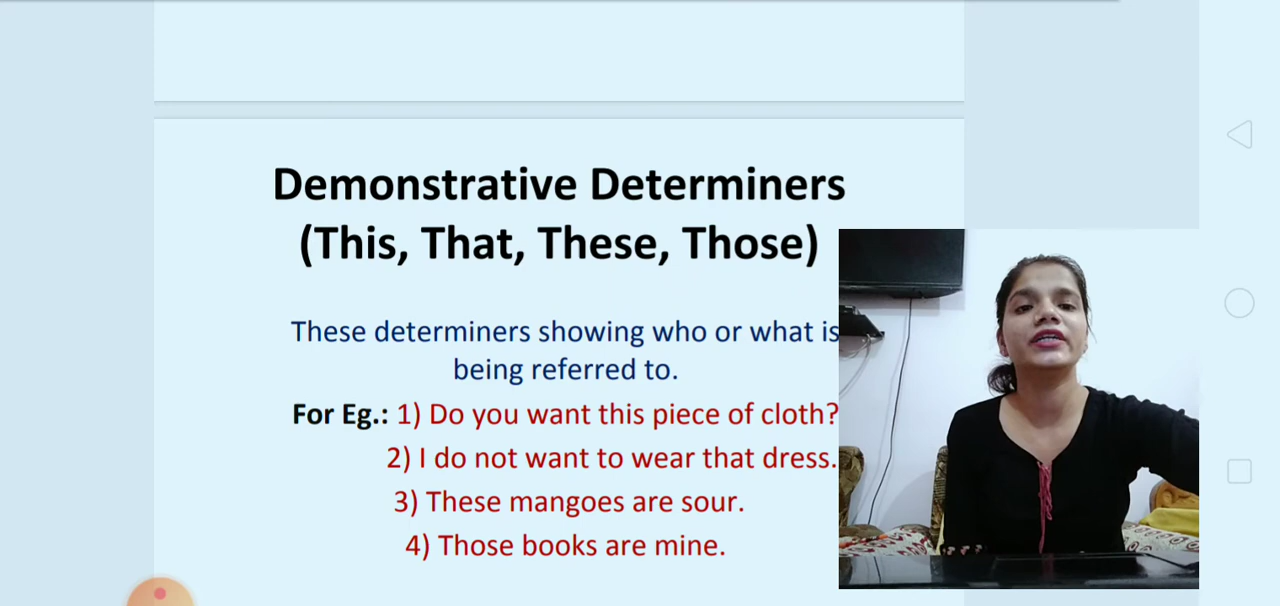 Demonstrative Determiners
(This, That, These, Those)
These determiners showing who or what is
being referred to.
For Eg.: 1) Do you want this piece of cloth?
2) I do not want to wear that dress.
3) These mangoes are sour.
4) Those books are mine.